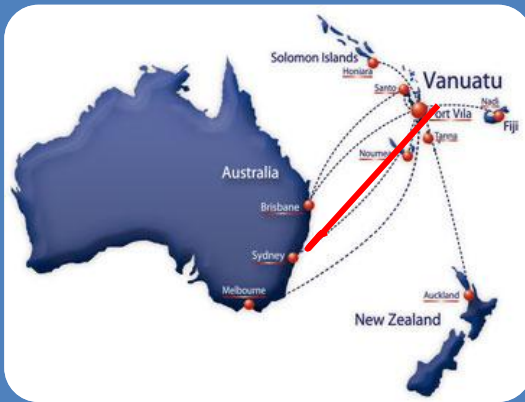 Solomon Islands
Honiara
Vanuatu
Santo
Nadi
Port Vila
Fiji
Tanna
Noumea
Australia
Brisbane
Sydney
Melbourne
Auckland
New Zealand